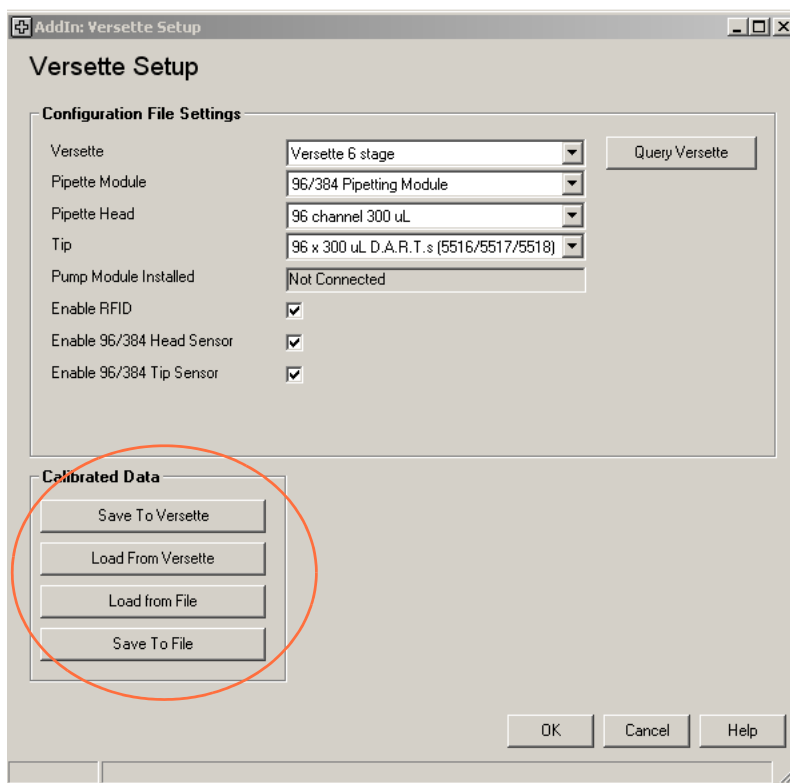 AddIn: Versette Setup
Versette Setup
Configuration File Settings
Versette Versette 6 stage Query Versette
Pipette Module 96/384 Pipetting Module
Pipette Head 96 channel 300 uL
Tip 96 x 300 uL D.A.R.T.s (5516/5517/5518)
Pump Module Installed Not Connected
Enable RFID
Enable 96/384 Head Sensor
Enable 96/384 Tip Sensor
Calibrated Data
Save To Versette
Load From Versette
Load from File
Save To File
OK Cancel Help